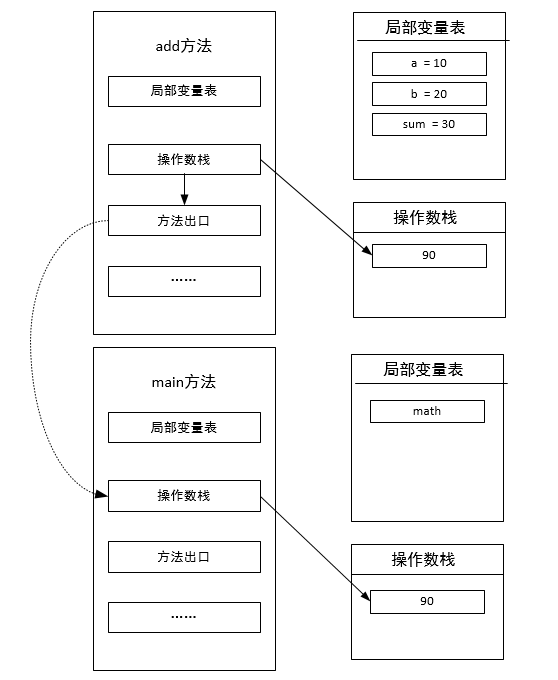 add方法
局部变量表
操作数栈
方法出口
······
局部变量表
a = 10
b = 20
sum = 30
操作数栈
90
main方法
局部变量表
操作数栈
方法出口
······
局部变量表
math
操作数栈
90